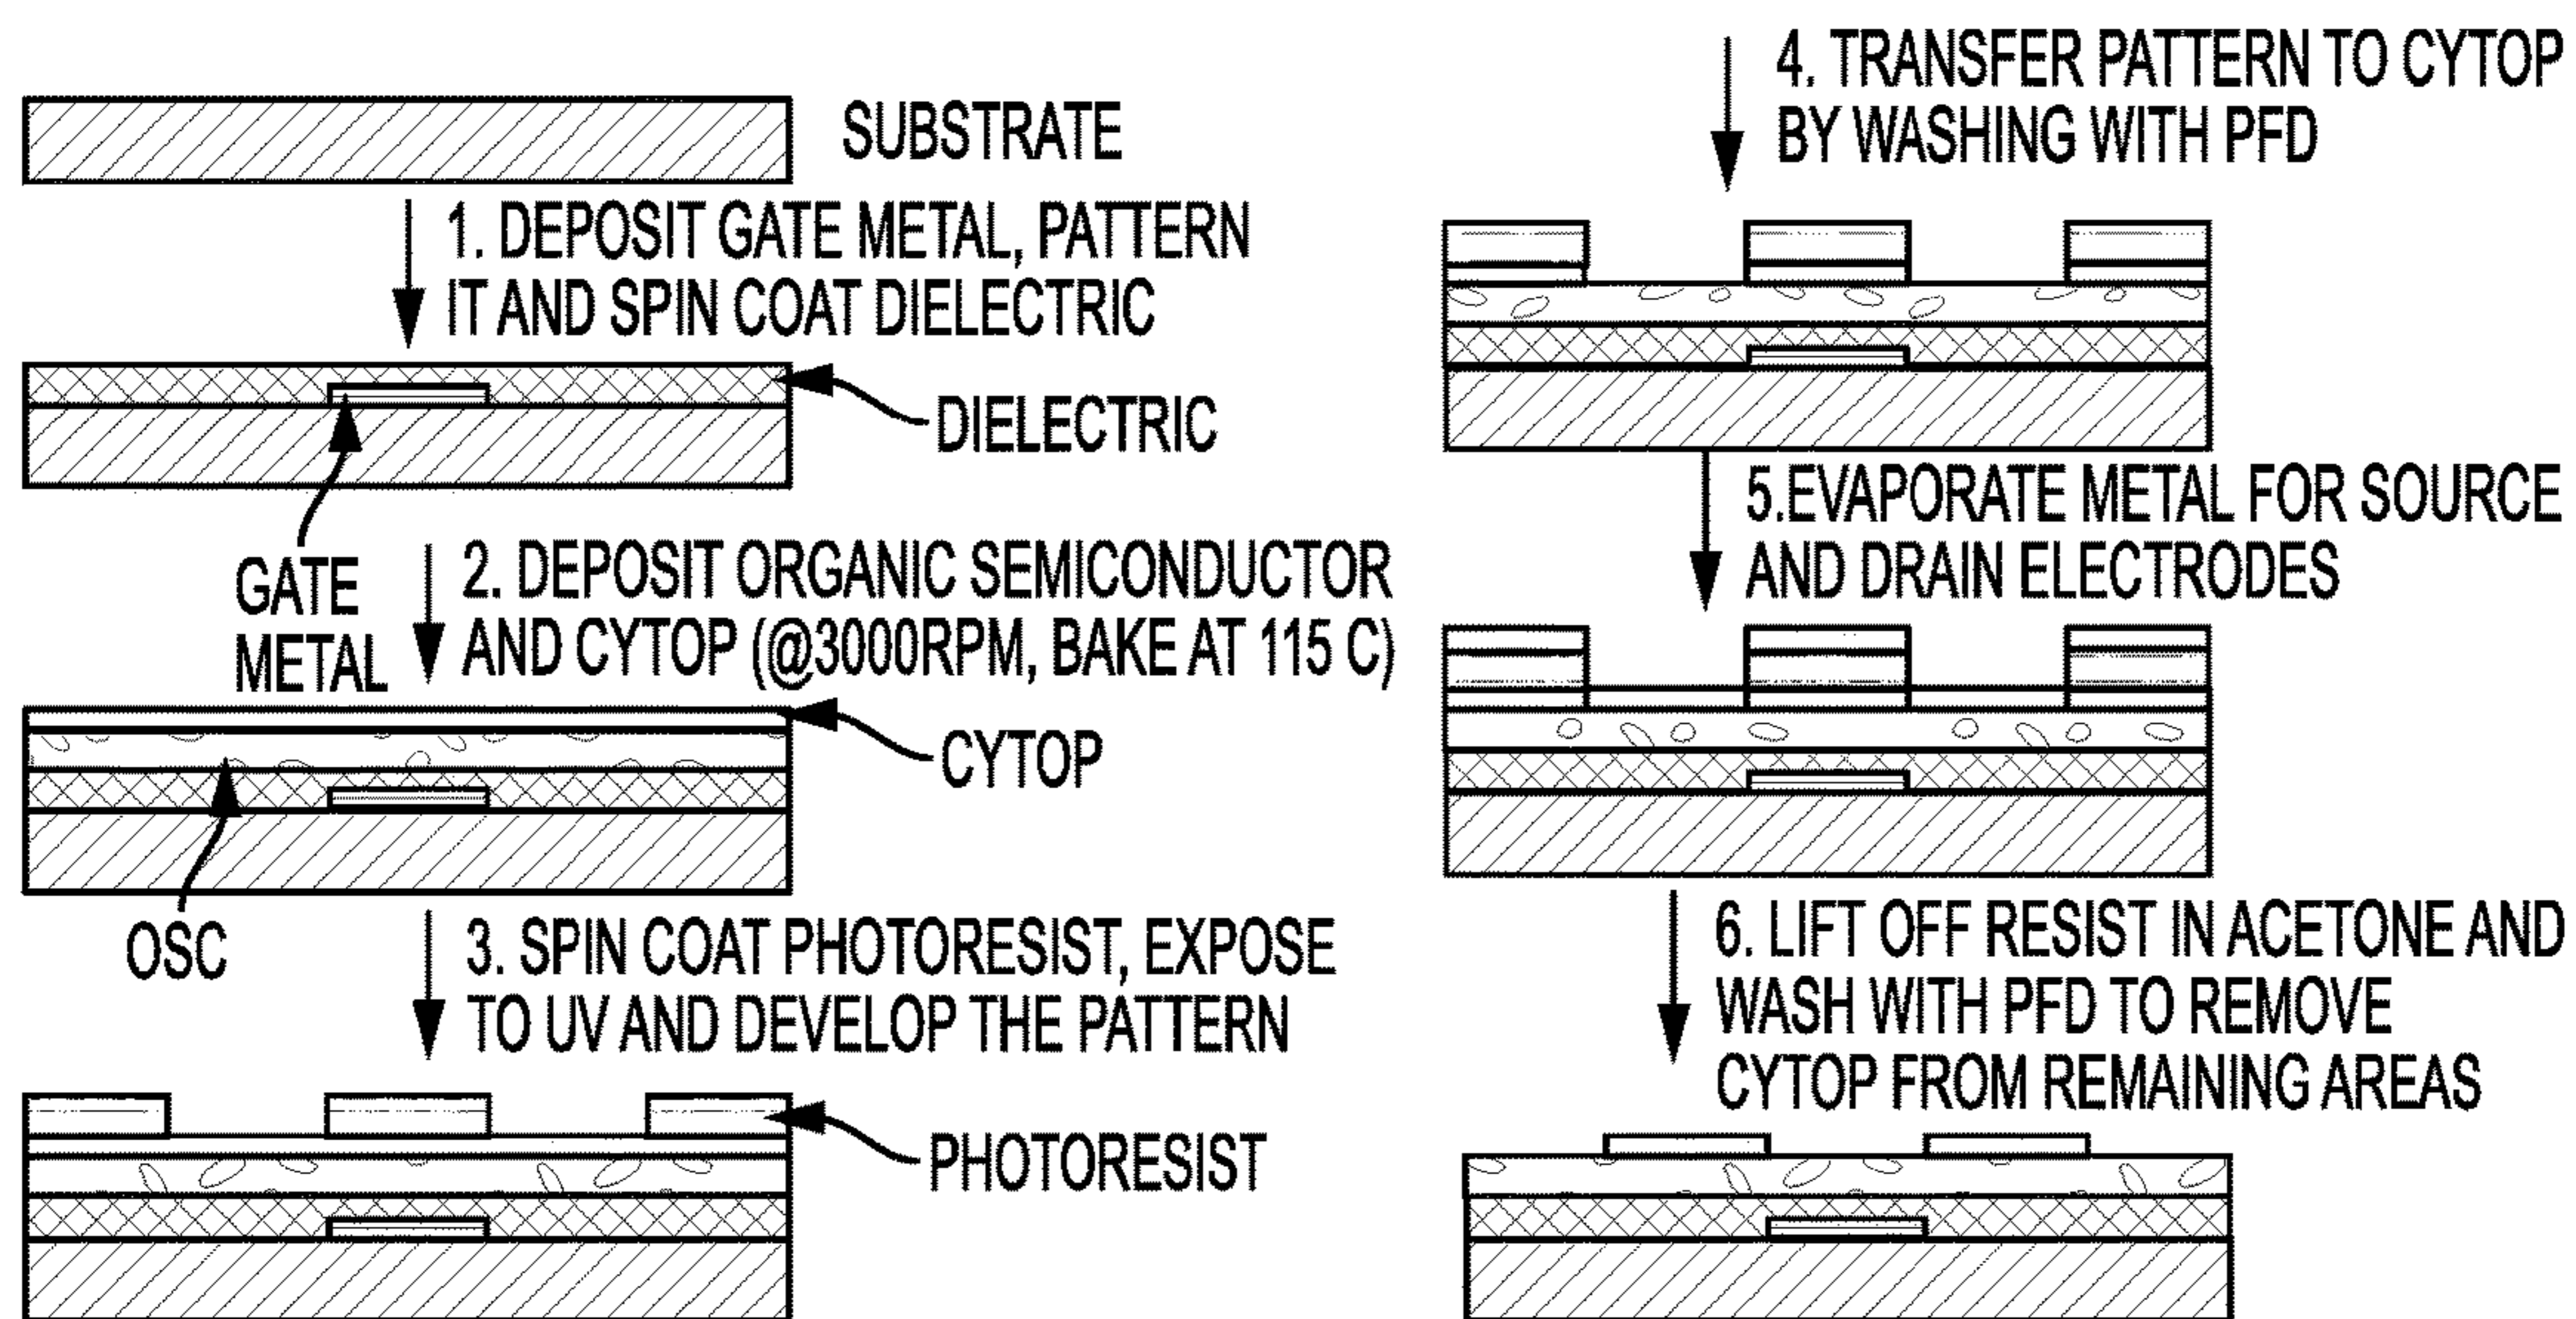 SUBSTRATE
1. DEPOSIT GATE METAL, PATTERN
IT AND SPIN COAT DIELECTRIC
DIELECTRIC
GATE
METAL
2. DEPOSIT ORGANIC SEMICONDUCTOR
AND CYTOP (@3000RPM, BAKE AT 115 C)
CYTOP
OSC
3. SPIN COAT PHOTORESIST, EXPOSE
TO UV AND DEVELOP THE PATTERN
PHOTORESIST
4. TRANSFER PATTERN TO CYTOP
BY WASHING WITH PFD
5.EVAPORATE METAL FOR SOURCE
AND DRAIN ELECTRODES
6. LIFT OFF RESIST IN ACETONE AND
WASH WITH PFD TO REMOVE
CYTOP FROM REMAINING AREAS